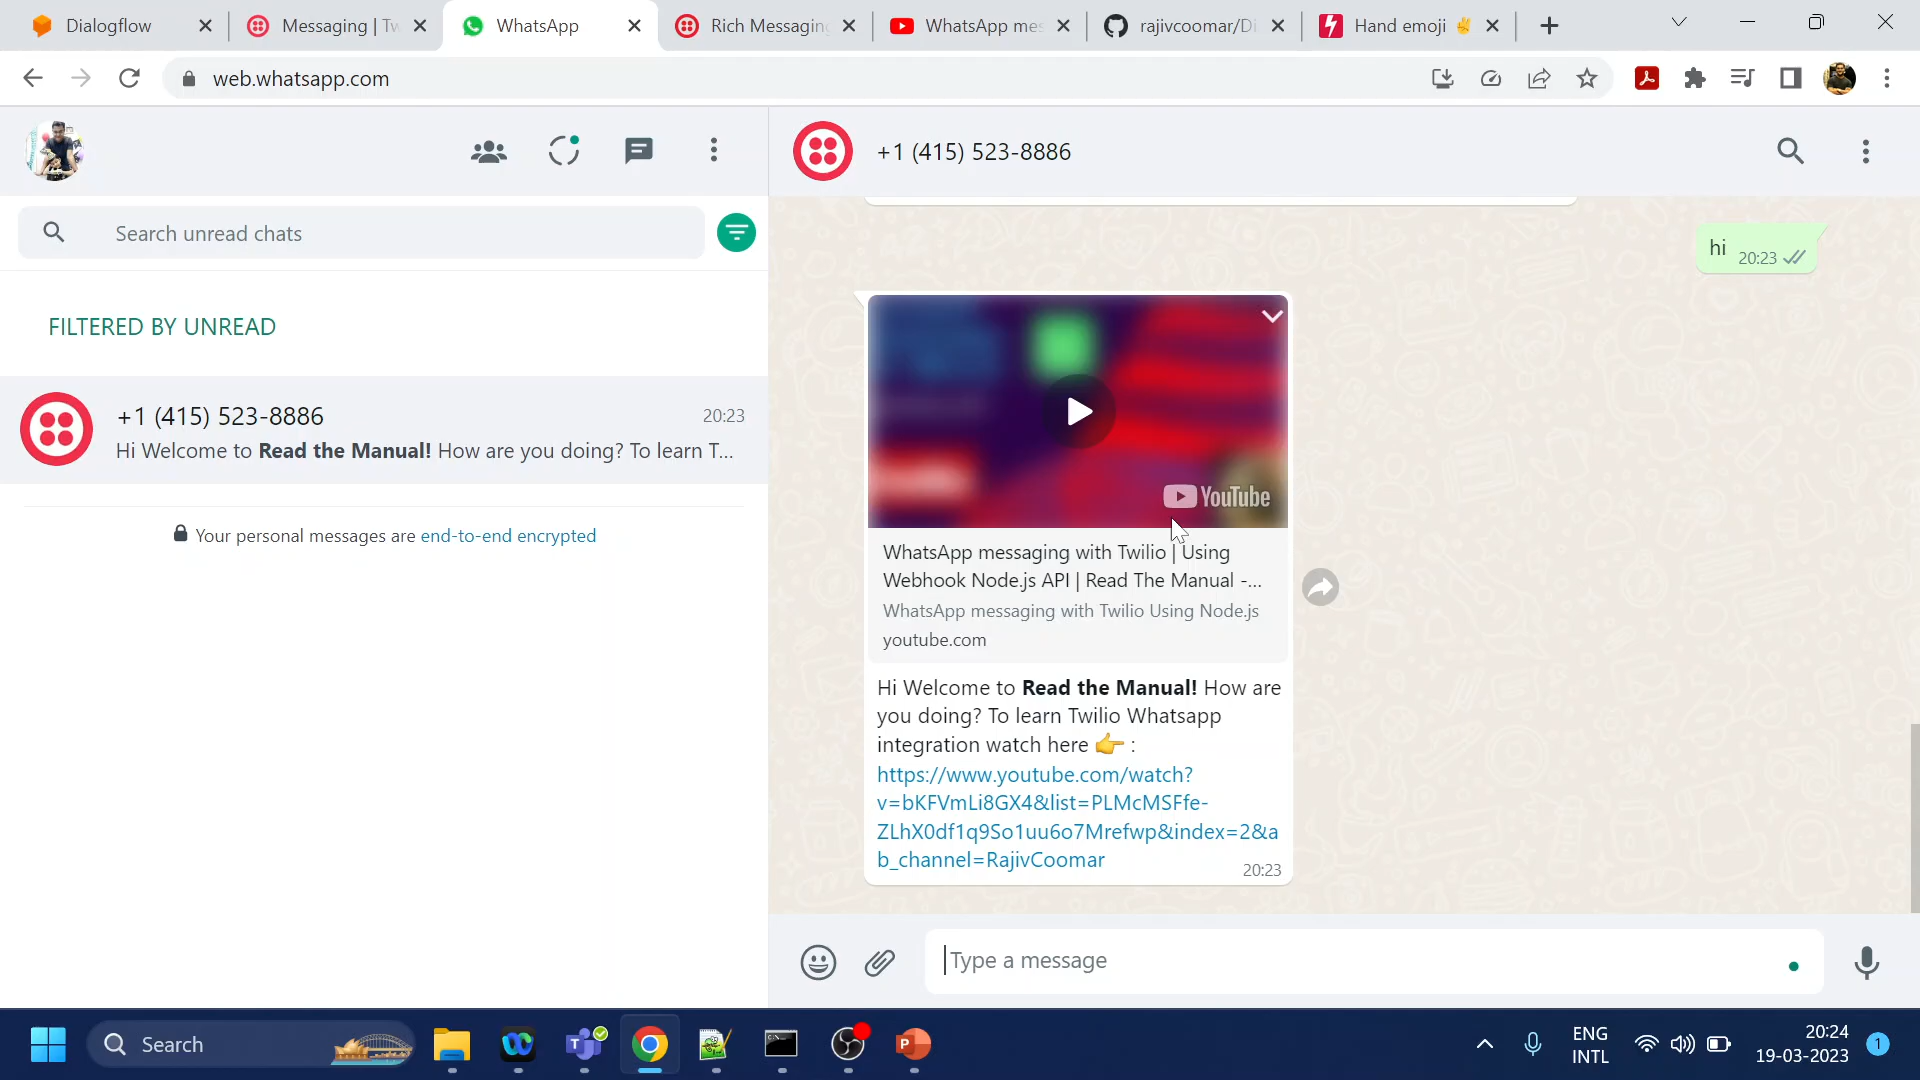 Dialogflow
Messaging | Tw
WhatsApp
Rich Messaging
WhatsApp mes
rajivcoomar/Di
Hand emoji ✌
web.whatsapp.com
+1 (415) 523-8886
Search unread chats
hi 20:23
FILTERED BY UNREAD
+1 (415) 523-8886 20:23
Hi Welcome to Read the Manual! How are you doing? To learn T...
Your personal messages are end-to-end encrypted
YouTube
WhatsApp messaging with Twilio | Using
Webhook Node.js API | Read The Manual -...
WhatsApp messaging with Twilio Using Node.js
youtube.com
Hi Welcome to Read the Manual! How are
you doing? To learn Twilio Whatsapp
integration watch here 👉 :
https://www.youtube.com/watch?
v=bKFVmLi8GX4&list=PLMcMSFfe-
ZLhX0df1q9So1uu6o7Mrefwp&index=2&a
b_channel=RajivCoomar
20:23
Type a message
Search
ENG
INTL
20:24
19-03-2023
1